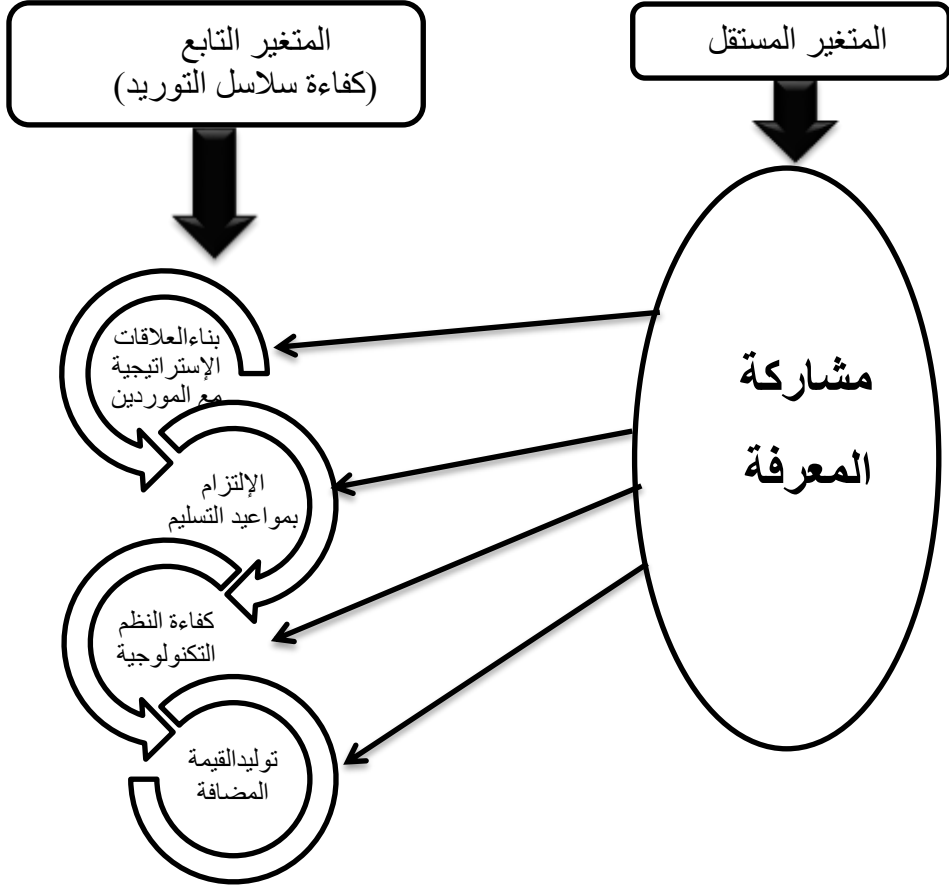 المتغير المستقل
المتغير التابع
(كفاءة سلاسل التوريد)
مشاركة
المعرفة
بناءالعلاقات
الإستراتيجية
مع الموردين
الإلتزام
بمواعيد التسليم
كفاءة النظم
التكنولوجية
توليدالقيمة
المضافة